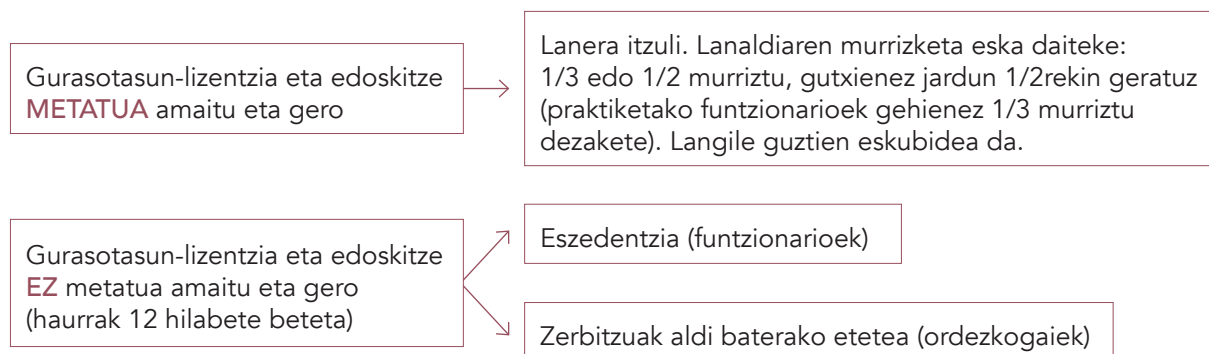 Gurasotasun-lizentzia eta edoskitze
METATUA amaitu eta gero
Lanera itzuli. Lanaldiaren murrizketa eska daiteke:
1/3 edo 1/2 murriztu, gutxienez jardun 1/2rekin geratuz
(praktiketako funtzionarioek gehienez 1/3 murriztu
dezakete). Langile guztien eskubidea da.
Gurasotasun-lizentzia eta edoskitze
EZ metatua amaitu eta gero
(haurrak 12 hilabete beteta)
Eszedentzia (funtzionarioek)
Zerbitzuak aldi baterako etetea (ordezkogaiek)